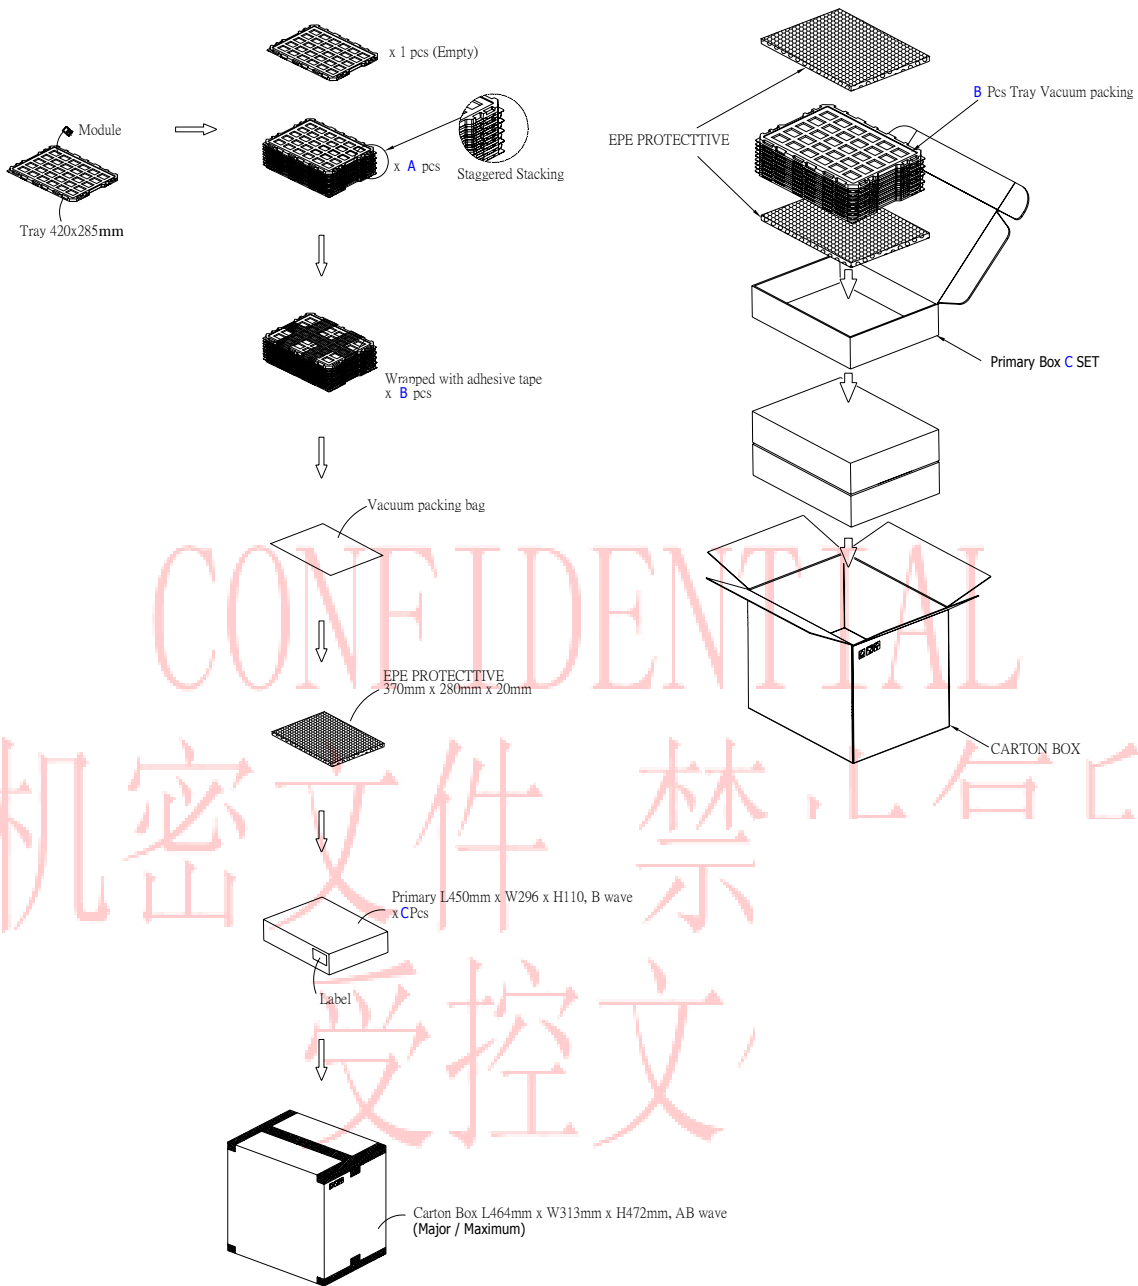 x 1 pcs (Empty)
Module
Tray 420x285mm
x A pcs
Staggered Stacking
Wrapped with adhesive tape
x B pcs
Vacuum packing bag
EPE PROTECTTIVE
370mm x 280mm x 20mm
Primary L450mm x W296 x H110, B wave
x C Pcs
Label
Carton Box L464mm x W313mm x H472mm, AB wave
(Major / Maximum)
B Pcs Tray Vacuum packing
EPE PROTECTTIVE
Primary Box C SET
CARTON BOX
CONFIDENTIAL
机密文件 禁止
受控文